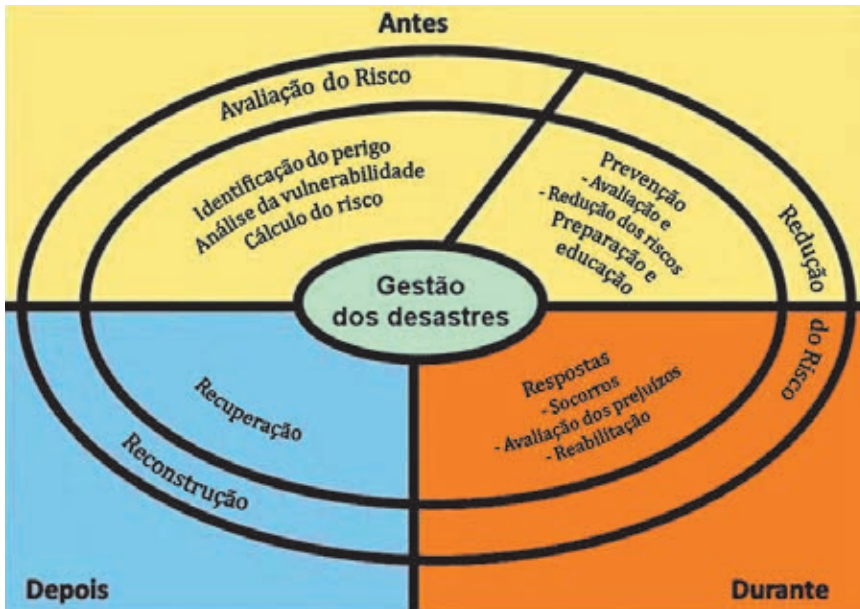 Antes
Avaliação do Risco
Identificação do perigo
Análise da vulnerabilidade
Cálculo do risco
Prevenção
- Avaliação e
- Redução dos riscos
Preparação e
educação
Redução
do Risco
Gestão
dos desastres
Respostas
- Socorros
- Avaliação dos prejuízos
- Reabilitação
Recuperação
Reconstrução
Depois
Durante